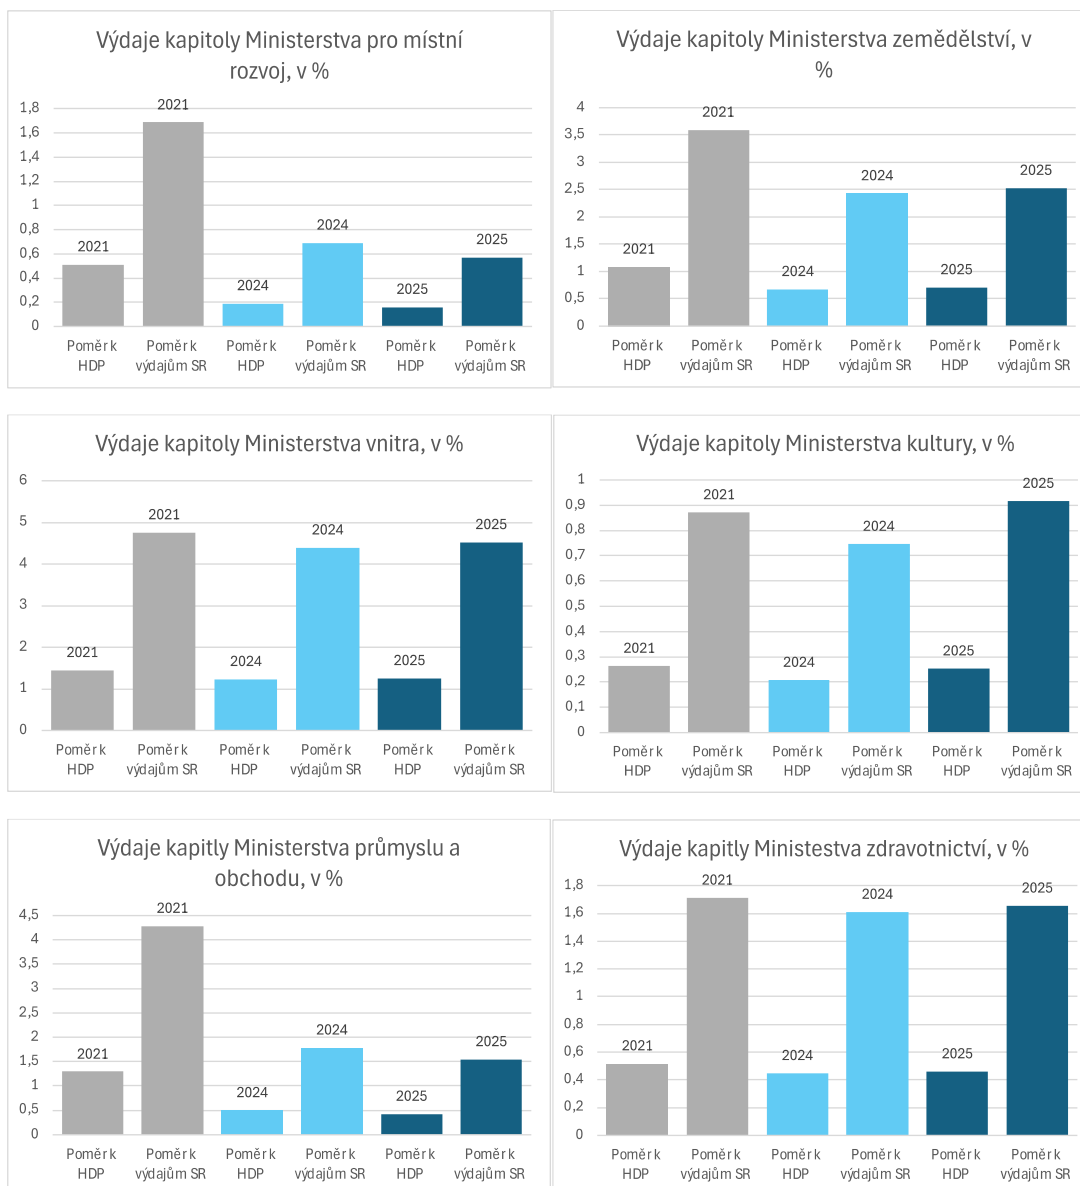 Výdaje kapitoly Ministerstva pro místní
rozvoj, v %
1,8
1,6
1,4
1,2
1
0,8
0,6
0,4
0,2
0
2021
2021
2024
2024
2025
2025
Poměr k
HDP
Poměr k
výdajům SR
Poměr k
HDP
Poměr k
výdajům SR
Poměr k
HDP
Poměr k
výdajům SR
Výdaje kapitoly Ministerstva zemědělství, v
%
4
3,5
3
2,5
2
1,5
1
0,5
0
2021
2021
2024
2024
2025
2025
Poměr k
HDP
Poměr k
výdajům SR
Poměr k
HDP
Poměr k
výdajům SR
Poměr k
HDP
Poměr k
výdajům SR
Výdaje kapitoly Ministerstva vnitra, v %
6
5
4
3
2
1
0
2021
2021
2024
2024
2025
2025
Poměr k
HDP
Poměr k
výdajům SR
Poměr k
HDP
Poměr k
výdajům SR
Poměr k
HDP
Poměr k
výdajům SR
Výdaje kapitoly Ministerstva kultury, v %
1
0,9
0,8
0,7
0,6
0,5
0,4
0,3
0,2
0,1
0
2021
2021
2024
2024
2025
2025
Poměr k
HDP
Poměr k
výdajům SR
Poměr k
HDP
Poměr k
výdajům SR
Poměr k
HDP
Poměr k
výdajům SR
Výdaje kapitly Ministerstva průmyslu a
obchodu, v %
4,5
4
3,5
3
2,5
2
1,5
1
0,5
0
2021
2021
2024
2024
2025
2025
Poměr k
HDP
Poměr k
výdajům SR
Poměr k
HDP
Poměr k
výdajům SR
Poměr k
HDP
Poměr k
výdajům SR
Výdaje kapitly Ministestva zdravotnictví, v %
1,8
1,6
1,4
1,2
1
0,8
0,6
0,4
0,2
0
2021
2021
2024
2024
2025
2025
Poměr k
HDP
Poměr k
výdajům SR
Poměr k
HDP
Poměr k
výdajům SR
Poměr k
HDP
Poměr k
výdajům SR